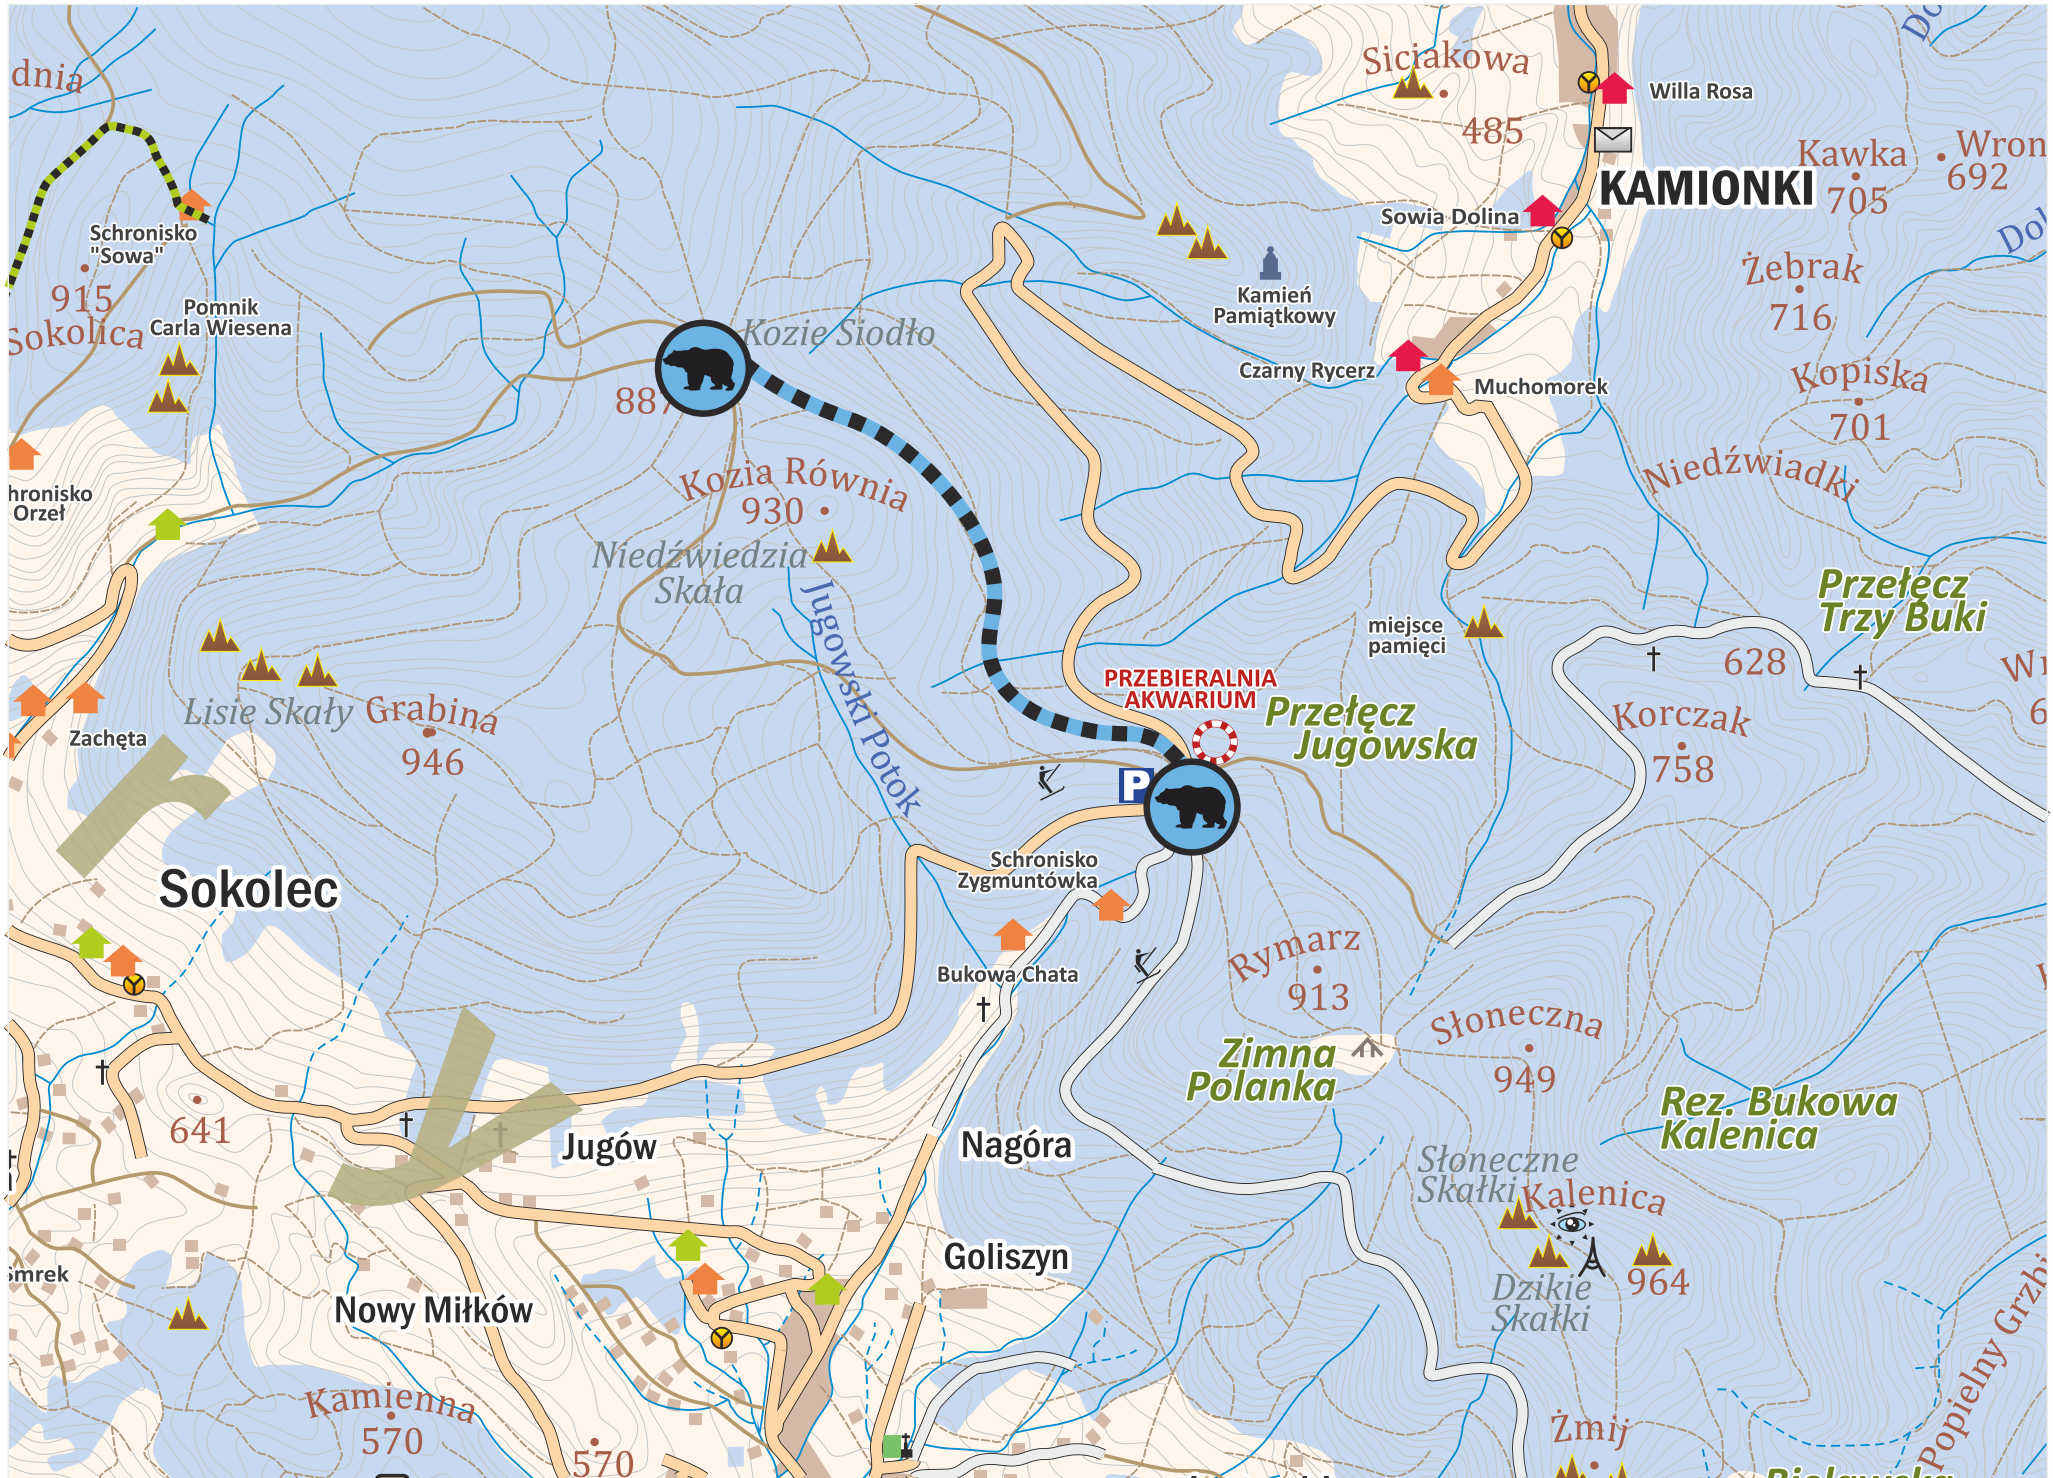 dnia
Siciakowa
485
Willa Rosa
Kawka
705
692
KAMIONKI
Sowia Dolina
Schronisko
"Sowa"
915
Sokolica
Pomnik
Carla Wiesena
Kozie Siodło
887
Kamień
Pamiątkowy
Żebrak
716
Czarny Rycerz
Muchomorek
Kopiska
701
Niedźwiadki
Orzeł
Kozia Równia
930
Niedźwiedzia
Skała
Jugowski Potok
miejsce
pamięci
Przełęcz
Trzy Buki
628
PRZEBIERALNIA
AKWARIUM
Przełęcz
Jugowska
P
Korczak
758
Lisie Skały
Grabina
946
Zachęta
Sokolec
Schronisko
Zygmuntówka
Bukowa Chata
Rymarz
913
Słoneczna
949
Zimna
Polanka
Rez. Bukowa
Kalenica
641
Jugów
Nagóra
Słoneczne
Skałki
Kalenica
964
Dzikie
Skałki
Goliszyn
Smrek
Nowy Miłków
Kamienna
570
570
Żmij
Popielny Grzbi